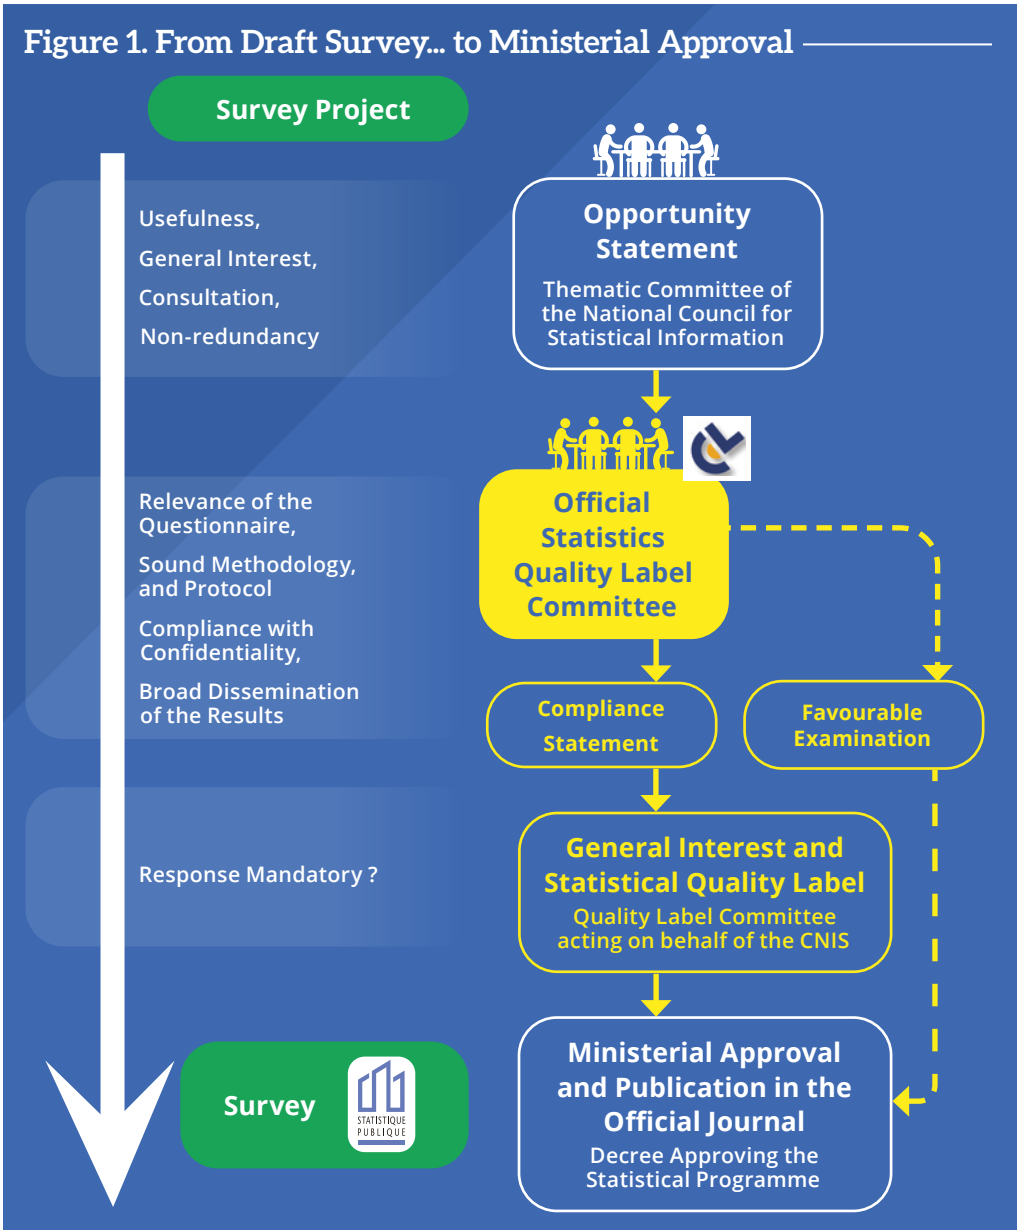 Figure 1. From Draft Survey... to Ministerial Approval
Survey Project
Usefulness,
General Interest,
Consultation,
Non-redundancy
Opportunity
Statement
Thematic Committee of
the National Council for
Statistical Information
Relevance of the
Questionnaire,
Sound Methodology,
and Protocol
Compliance with
Confidentiality,
Broad Dissemination
of the Results
Official
Statistics
Quality Label
Committee
Compliance
Statement
Favourable
Examination
Response Mandatory ?
General Interest and
Statistical Quality Label
Quality Label Committee
acting on behalf of the CNIS
Survey
STATISTIQUE
PUBLIQUE
Ministerial Approval
and Publication in the
Official Journal
Decree Approving the
Statistical Programme